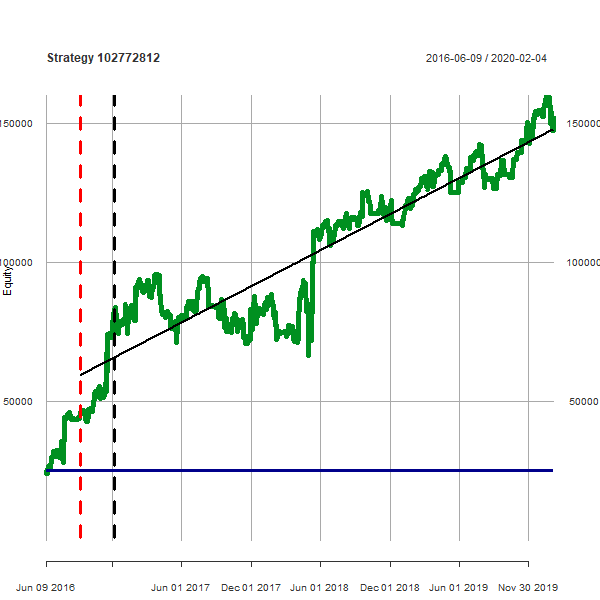 Strategy 102772812
2016-06-09 / 2020-02-04
150000 150000
100000 100000
Equity
50000 50000
Jun 09 2016 Jun 01 2017 Dec 01 2017 Jun 01 2018 Dec 01 2018 Jun 01 2019 Nov 30 2019